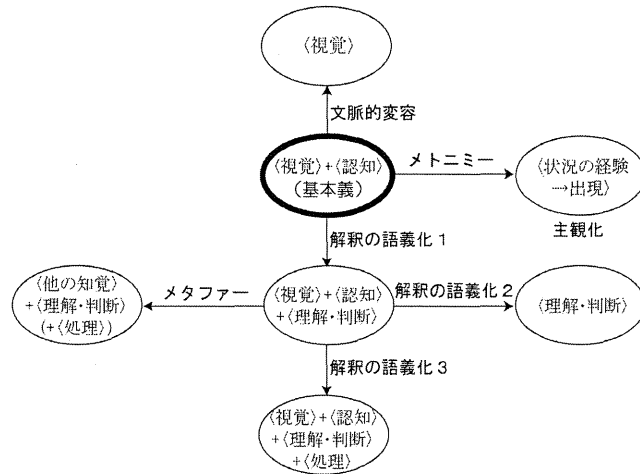 〈視覚〉
文脈的変容
〈視覚〉+〈認知〉
(基本義)
メトニミー
〈状況の経験
→出現〉
主観化
解釈の語義化1
〈他の知覚〉
+〈理解・判断〉
(+〈処理〉)
メタファー
〈視覚〉+〈認知〉
+〈理解・判断〉
解釈の語義化2
〈理解・判断〉
解釈の語義化3
〈視覚〉+〈認知〉
+〈理解・判断〉
+〈処理〉